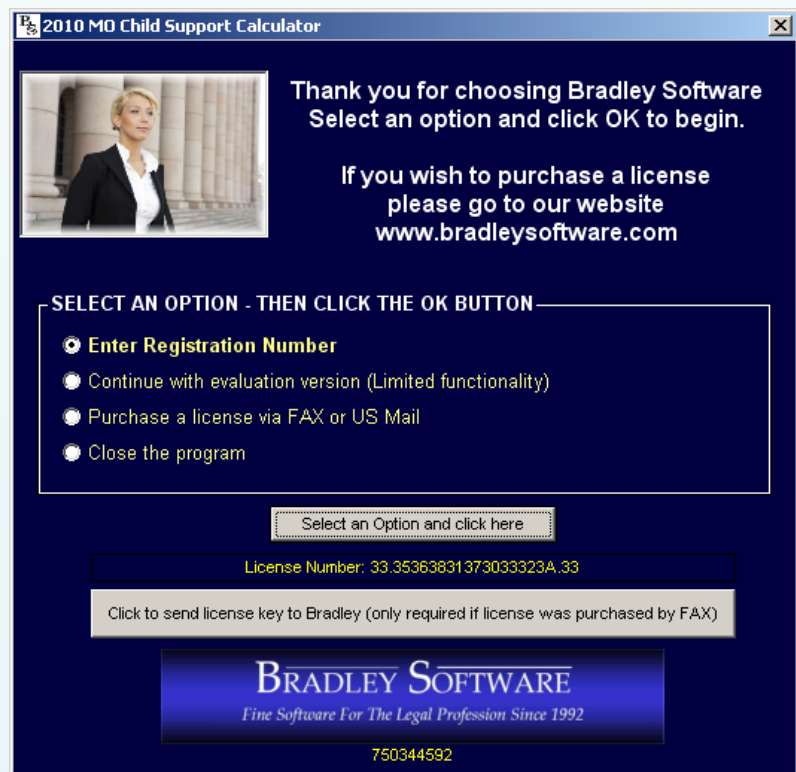 2010 MO Child Support Calculator
Thank you for choosing Bradley Software
Select an option and click OK to begin.
If you wish to purchase a license
please go to our website
www.bradleysoftware.com
SELECT AN OPTION - THEN CLICK THE OK BUTTON
Enter Registration Number
Continue with evaluation version (Limited functionality)
Purchase a license via FAX or US Mail
Close the program
Select an Option and click here
License Number: 33.35363831373033323A.33
Click to send license key to Bradley (only required if license was purchased by FAX)
BRADLEY SOFTWARE
Fine Software For The Legal Profession Since 1992
750344592